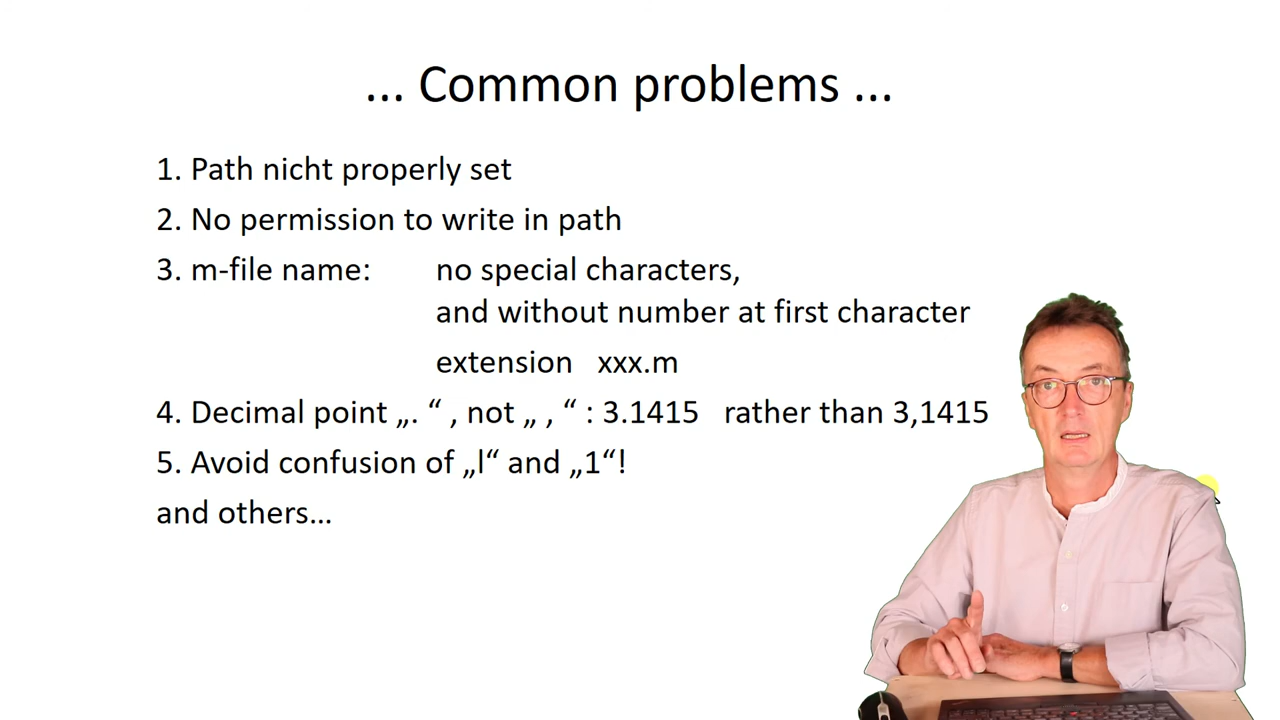 ... Common problems ...
1. Path nicht properly set
2. No permission to write in path
3. m-file name: no special characters,
and without number at first character
extension xxx.m
4. Decimal point „. “ , not „ , “ : 3.1415 rather than 3,1415
5. Avoid confusion of „l“ and „1“!
and others...